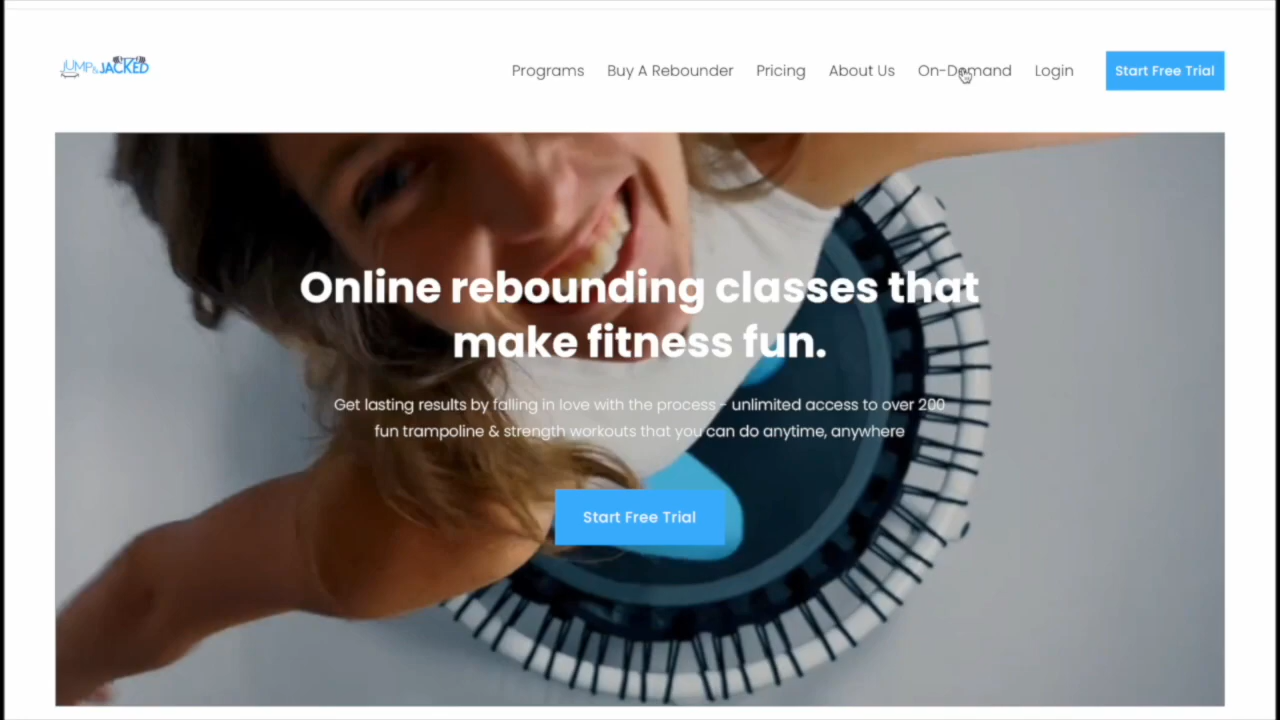 JUMP&JACKED
Programs
Buy A Rebounder
Pricing
About Us
On-Demand
Login
Start Free Trial
Online rebounding classes that
make fitness fun.
Get lasting results by falling in love with the process - unlimited access to over 200
fun trampoline & strength workouts that you can do anytime, anywhere
Start Free Trial